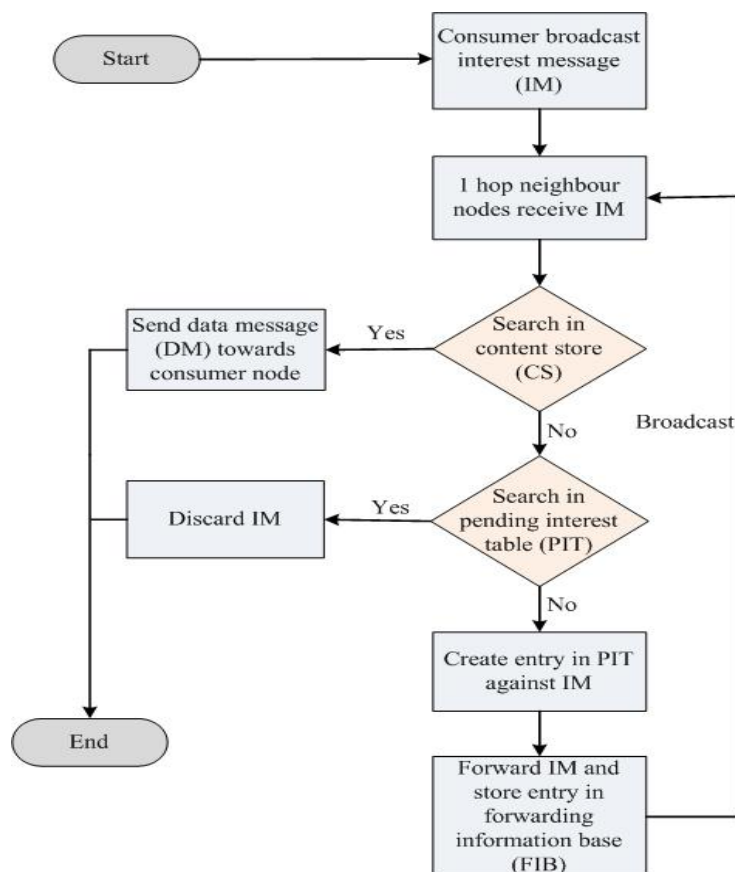 Start
Consumer broadcast
interest message
(IM)
1 hop neighbour
nodes receive IM
Send data message
(DM) towards
consumer node
Yes
Search in
content store
(CS)
No
Broadcast
Discard IM
Yes
Search in
pending interest
table (PIT)
No
Create entry in PIT
against IM
End
Forward IM and
store entry in
forwarding
information base
(FIB)